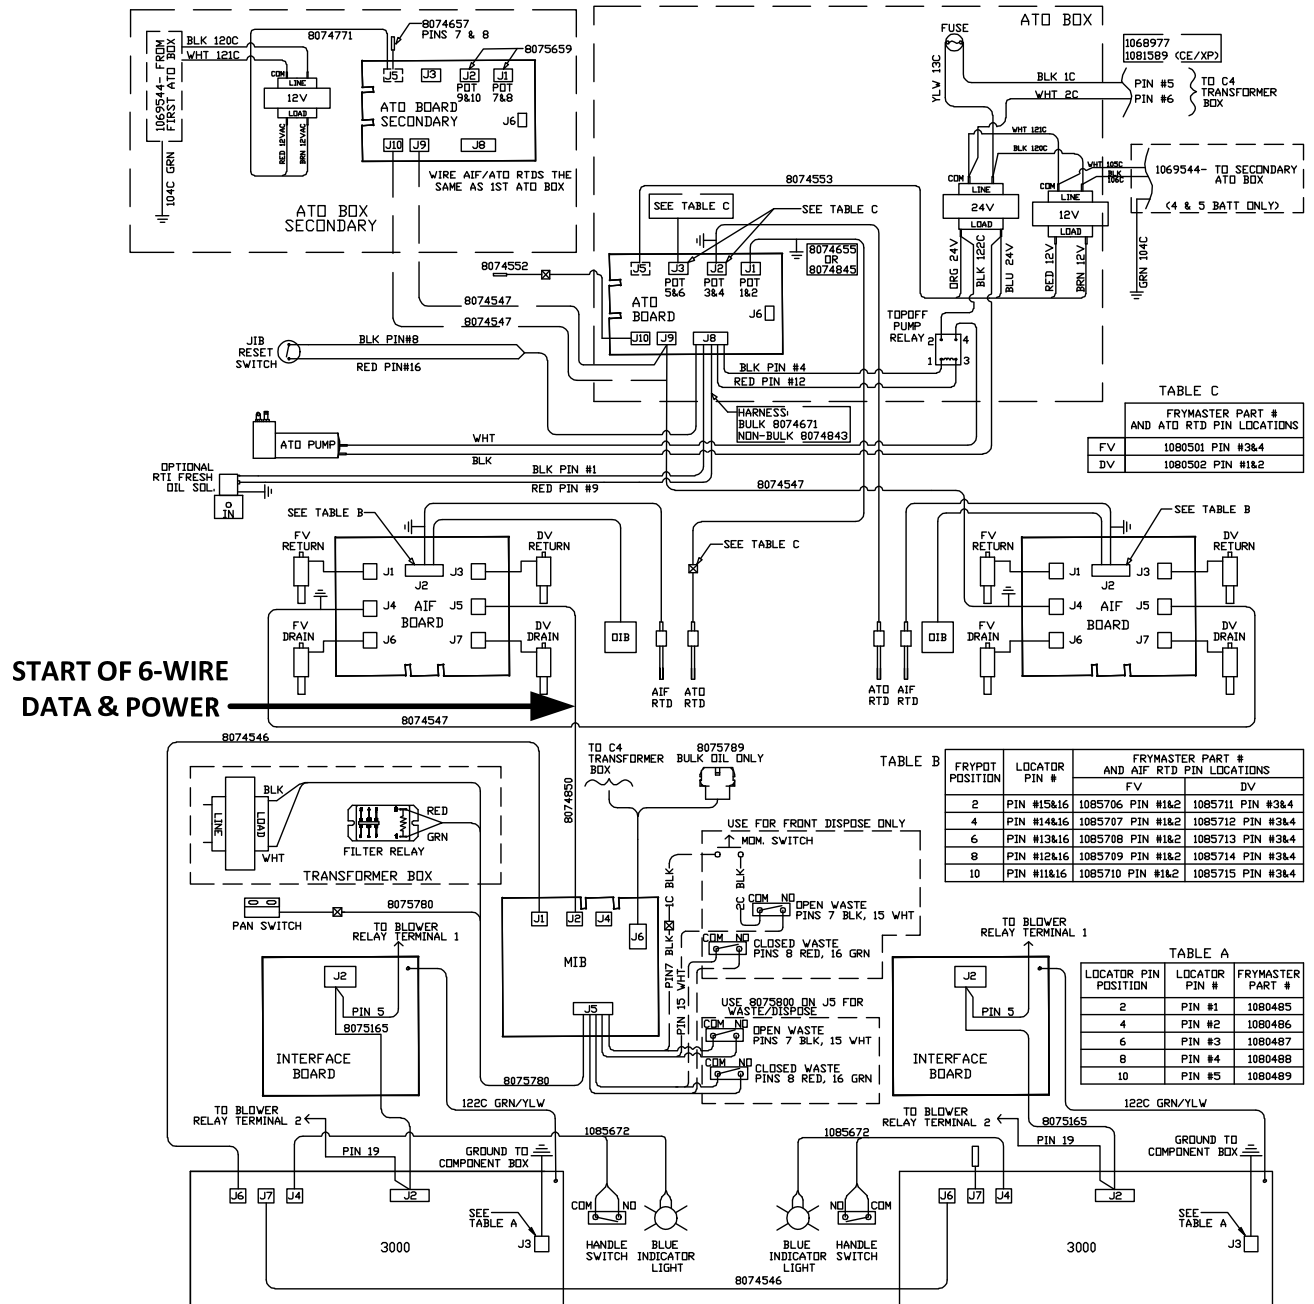 8074657
PINS 7 & 8
8074771
BLK 120C
WHT 121C
1069544- FROM
FIRST ATO BOX
COM
LINE
12V
LOAD
RED 12VAC
BRN 12VAC
104C GRN
8075659
J5
J3
J2
J1
POT
9&10
POT
7&8
ATO BOARD
SECONDARY
J6
J10
J9
J8
WIRE AIF/ATO RTDS THE
SAME AS 1ST ATO BOX
ATO BOX
SECONDARY
ATO BOX
FUSE
YLW 13C
BLK 1C
WHT 2C
1068977
1081589 (CE/XP)
PIN #5
PIN #6
TO C4
TRANSFORMER
BOX
WHT 121C
BLK 120C
WHT 105C
BLK
106C
1069544- TO SECONDARY
ATO BOX
(4 & 5 BATT ONLY)
GRN 104C
COM
LINE
24V
LOAD
COM
LINE
12V
LOAD
ORG 24V
BLK 122C
BLU 24V
RED 12V
BRN 12V
8074553
SEE TABLE C
SEE TABLE C
8074655
OR
8074845
J5
J3
J2
J1
POT
5&6
POT
3&4
POT
1&2
ATO
BOARD
J6
J10
J9
J8
8074552
8074547
8074547
JIB
RESET
SWITCH
BLK PIN#8
RED PIN#16
TOPOFF
PUMP
RELAY
2
4
1
3
BLK PIN #4
RED PIN #12
HARNESS:
BULK 8074671
NON-BULK 8074843
ATO PUMP
WHT
BLK
OPTIONAL
RTI FRESH
OIL SOL.
IN
BLK PIN #1
RED PIN #9
8074547
TABLE C
FRYMASTER PART #
AND ATO RTD PIN LOCATIONS
FV 1080501 PIN #3&4
DV 1080502 PIN #1&2
SEE TABLE B
FV
RETURN
DV
RETURN
J1
J2
J3
J4
AIF
BOARD
J5
J6
J7
FV
DRAIN
DV
DRAIN
OIB
AIF
RTD
ATO
RTD
SEE TABLE C
ATO
RTD
AIF
RTD
OIB
SEE TABLE B
FV
RETURN
DV
RETURN
J1
J2
J3
J4
AIF
BOARD
J5
J6
J7
FV
DRAIN
DV
DRAIN
START OF 6-WIRE
DATA & POWER
8074547
8074546
8074850
BLK
WHT
LINE
LOAD
FILTER RELAY
RED
GRN
TRANSFORMER BOX
TO C4
TRANSFORMER
BOX
8075789
BULK OIL ONLY
TABLE B
FRYPOT
POSITION
LOCATOR
PIN #
FRYMASTER PART #
AND AIF RTD PIN LOCATIONS
FV DV
2 PIN #15&16 1085706 PIN #1&2 1085711 PIN #3&4
4 PIN #14&16 1085707 PIN #1&2 1085712 PIN #3&4
6 PIN #13&16 1085708 PIN #1&2 1085713 PIN #3&4
8 PIN #12&16 1085709 PIN #1&2 1085714 PIN #3&4
10 PIN #11&16 1085710 PIN #1&2 1085715 PIN #3&4
USE FOR FRONT DISPOSE ONLY
MOM. SWITCH
1C BLK
2C BLK
COM NO
OPEN WASTE
PINS 7 BLK, 15 WHT
COM NO
CLOSED WASTE
PINS 8 RED, 16 GRN
PIN7 BLK
PIN 15 WHT
USE 8075800 ON J5 FOR
WASTE/DISPOSE
COM NO
OPEN WASTE
PINS 7 BLK, 15 WHT
COM NO
CLOSED WASTE
PINS 8 RED, 16 GRN
PAN SWITCH
8075780
J1
J2
J4
J6
MIB
J5
8075780
TO BLOWER
RELAY TERMINAL 1
J2
PIN 5
8075165
INTERFACE
BOARD
122C GRN/YLW
TO BLOWER
RELAY TERMINAL 2
PIN 19
GROUND TO
COMPONENT BOX
1085672
J6
J7
J4
J2
SEE
TABLE A
J3
3000
COM NO
HANDLE
SWITCH
BLUE
INDICATOR
LIGHT
8074546
TO BLOWER
RELAY TERMINAL 1
J2
PIN 5
INTERFACE
BOARD
TABLE A
LOCATOR PIN
POSITION
LOCATOR
PIN #
FRYMASTER
PART #
2 PIN #1 1080485
4 PIN #2 1080486
6 PIN #3 1080487
8 PIN #4 1080488
10 PIN #5 1080489
122C GRN/YLW
TO BLOWER
RELAY TERMINAL 2
8075165
PIN 19
GROUND TO
COMPONENT BOX
1085672
NO COM
BLUE
INDICATOR
LIGHT
HANDLE
SWITCH
J6
J7
J4
J2
SEE
TABLE A
J3
3000